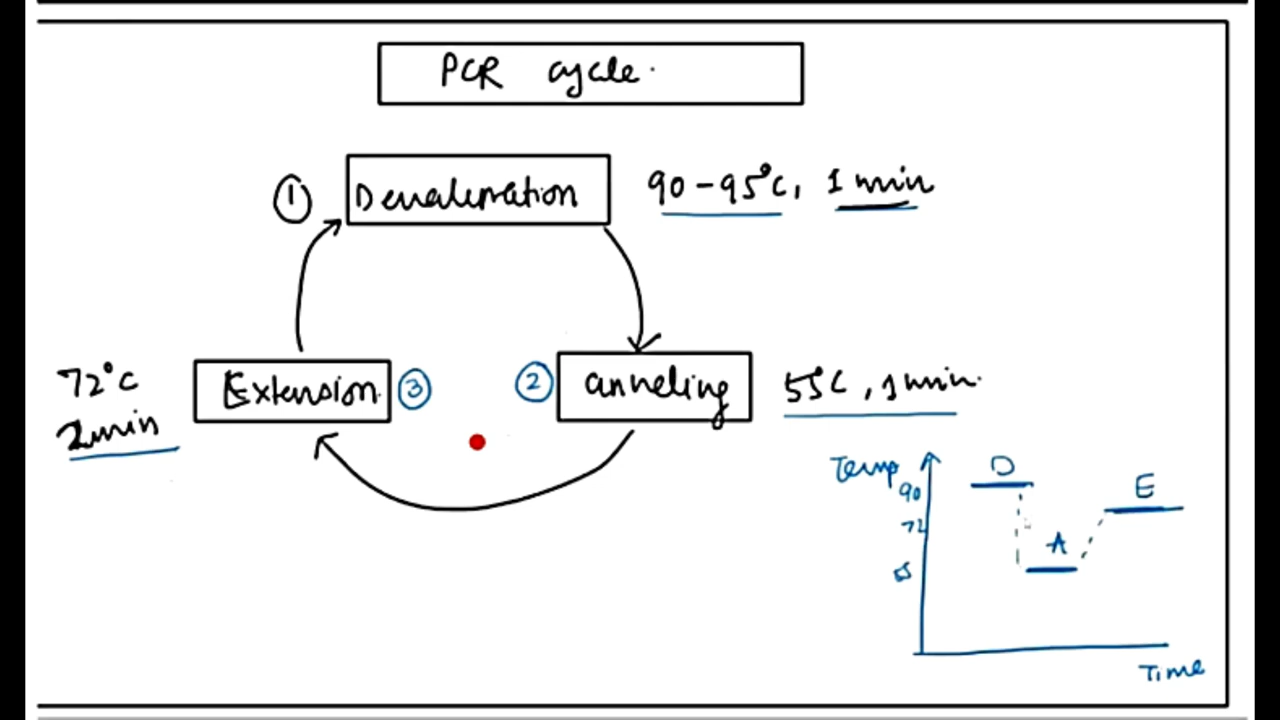 PCR cycle.
① Denaturation 90-95°C, 1 min
72°C Extension ③ ② anneling 55°C, 1 min.
2min
Temp D
90 E
72
A
55
Time